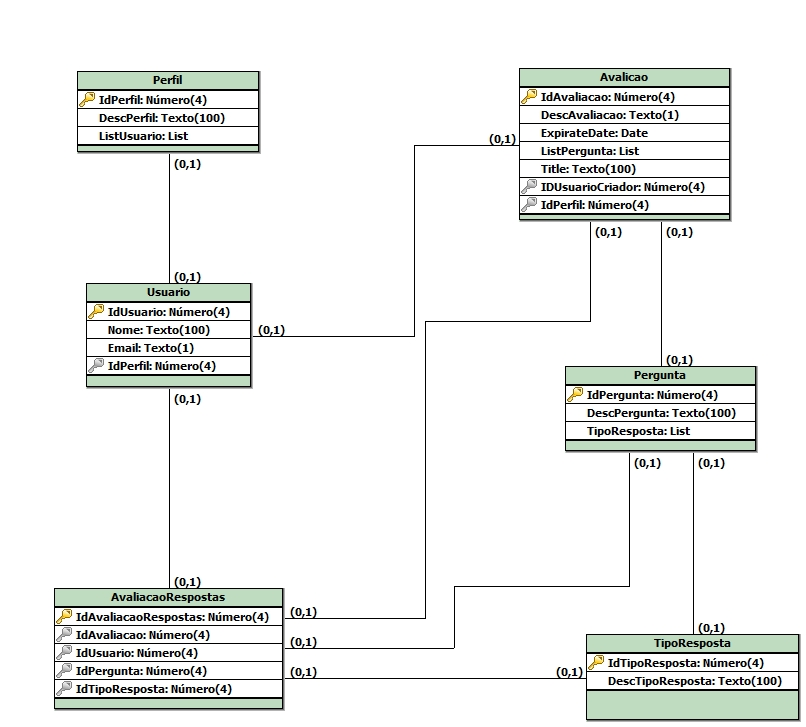 Perfil
IdPerfil: Número(4)
DescPerfil: Texto(100)
ListUsuario: List
(0,1)
(0,1)
Usuario
IdUsuario: Número(4)
Nome: Texto(100)
Email: Texto(1)
IdPerfil: Número(4)
(0,1)
(0,1)
(0,1)
Avalicao
IdAvaliacao: Número(4)
DescAvaliacao: Texto(1)
ExpirateDate: Date
ListPergunta: List
Title: Texto(100)
IDUsuarioCriador: Número(4)
IdPerfil: Número(4)
(0,1)
(0,1)
(0,1)
Pergunta
IdPergunta: Número(4)
DescPergunta: Texto(100)
TipoResposta: List
(0,1)
(0,1)
(0,1)
AvaliacaoRespostas
IdAvaliacaoRespostas: Número(4)
IdAvaliacao: Número(4)
IdUsuario: Número(4)
IdPergunta: Número(4)
IdTipoResposta: Número(4)
(0,1)
(0,1)
(0,1)
(0,1)
(0,1)
TipoResposta
IdTipoResposta: Número(4)
DescTipoResposta: Texto(100)